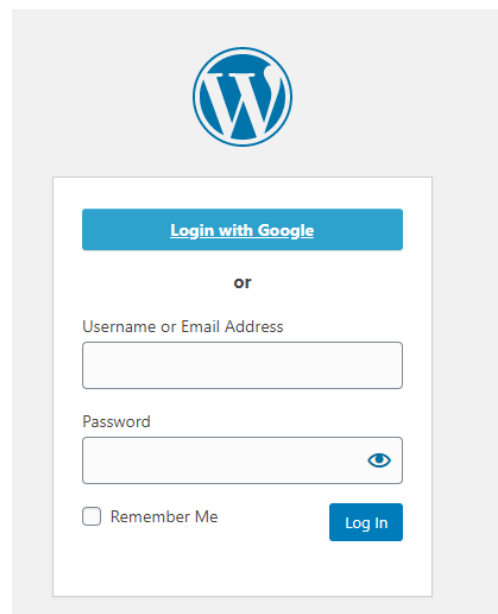 Login with Google
or
Username or Email Address
Password
Remember Me
Log In